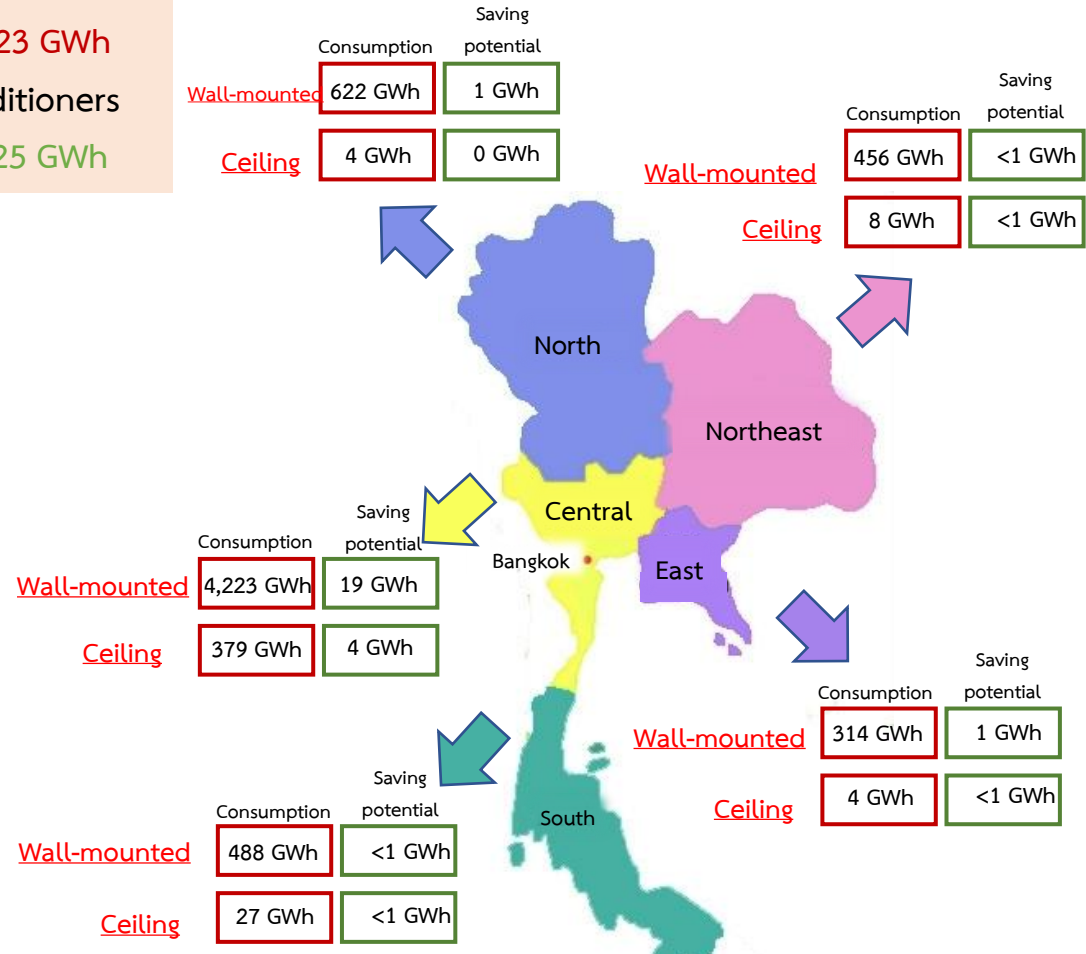 23 GWh
ditioners
25 GWh
Saving
Consumption potential
Wall-mounted 622 GWh 1 GWh
Ceiling 4 GWh 0 GWh
Saving
Consumption potential
Wall-mounted 456 GWh <1 GWh
Ceiling 8 GWh <1 GWh
North
Northeast
Central
Bangkok
East
Saving
Consumption potential
Wall-mounted 4,223 GWh 19 GWh
Ceiling 379 GWh 4 GWh
Saving
Consumption potential
Wall-mounted 314 GWh 1 GWh
Ceiling 4 GWh <1 GWh
South
Saving
Consumption potential
Wall-mounted 488 GWh <1 GWh
Ceiling 27 GWh <1 GWh